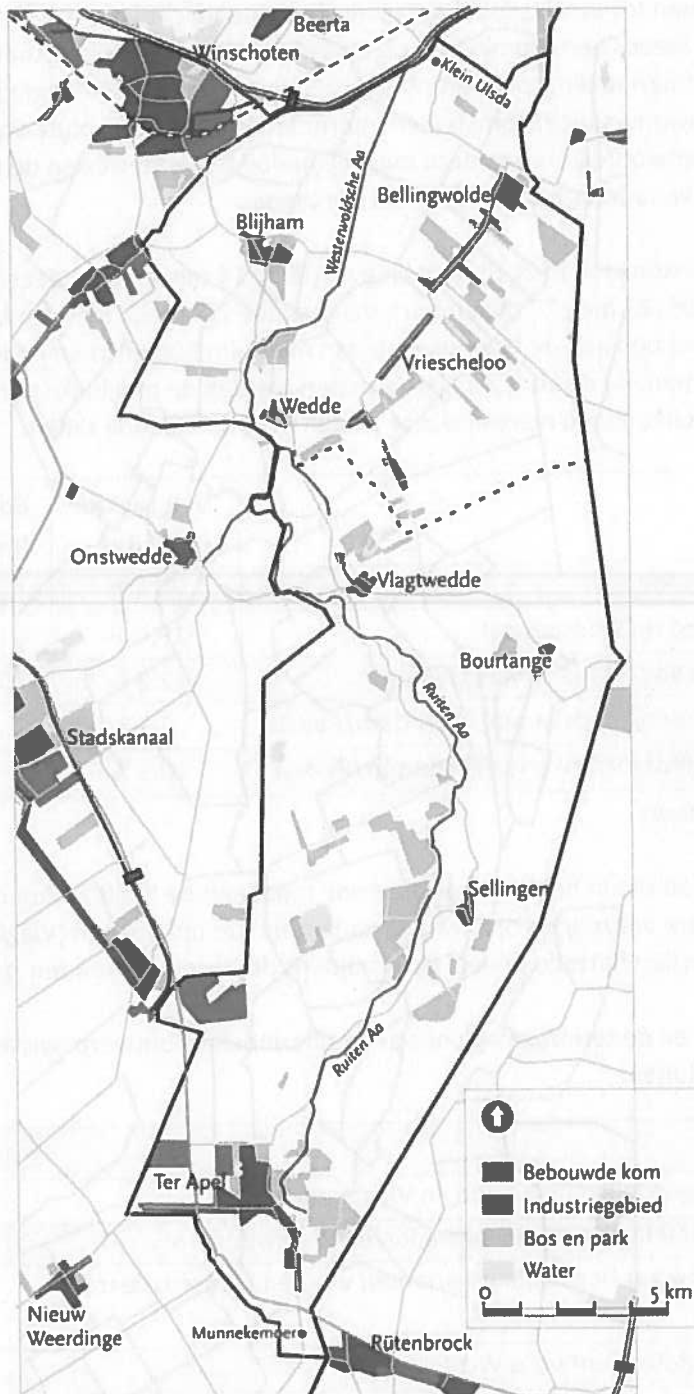 Beerta
Winschoten
Klein Ulsda
Westerwoldsche Aa
Bellingwolde
Blijham
Vriescheloo
Wedde
Onstwedde
Vlagtwedde
Bourtange
Ruiten Aa
Stadskanaal
Sellingen
Ruiten Aa
Ter Apel
Bebouwde kom
Industriegebied
Bos en park
Water
0 5 km
Nieuw
Weerdinge
Munnekemoer
Rütenbrock